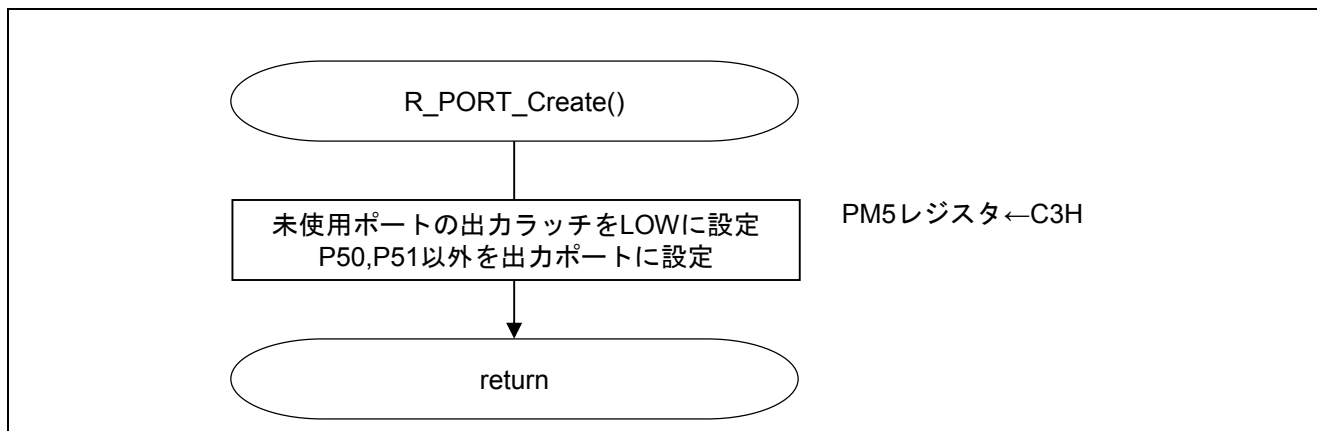 R_PORT_Create()
未使用ポートの出力ラッチをLOWに設定
P50,P51以外を出力ポートに設定
PM5レジスタ←C3H
return